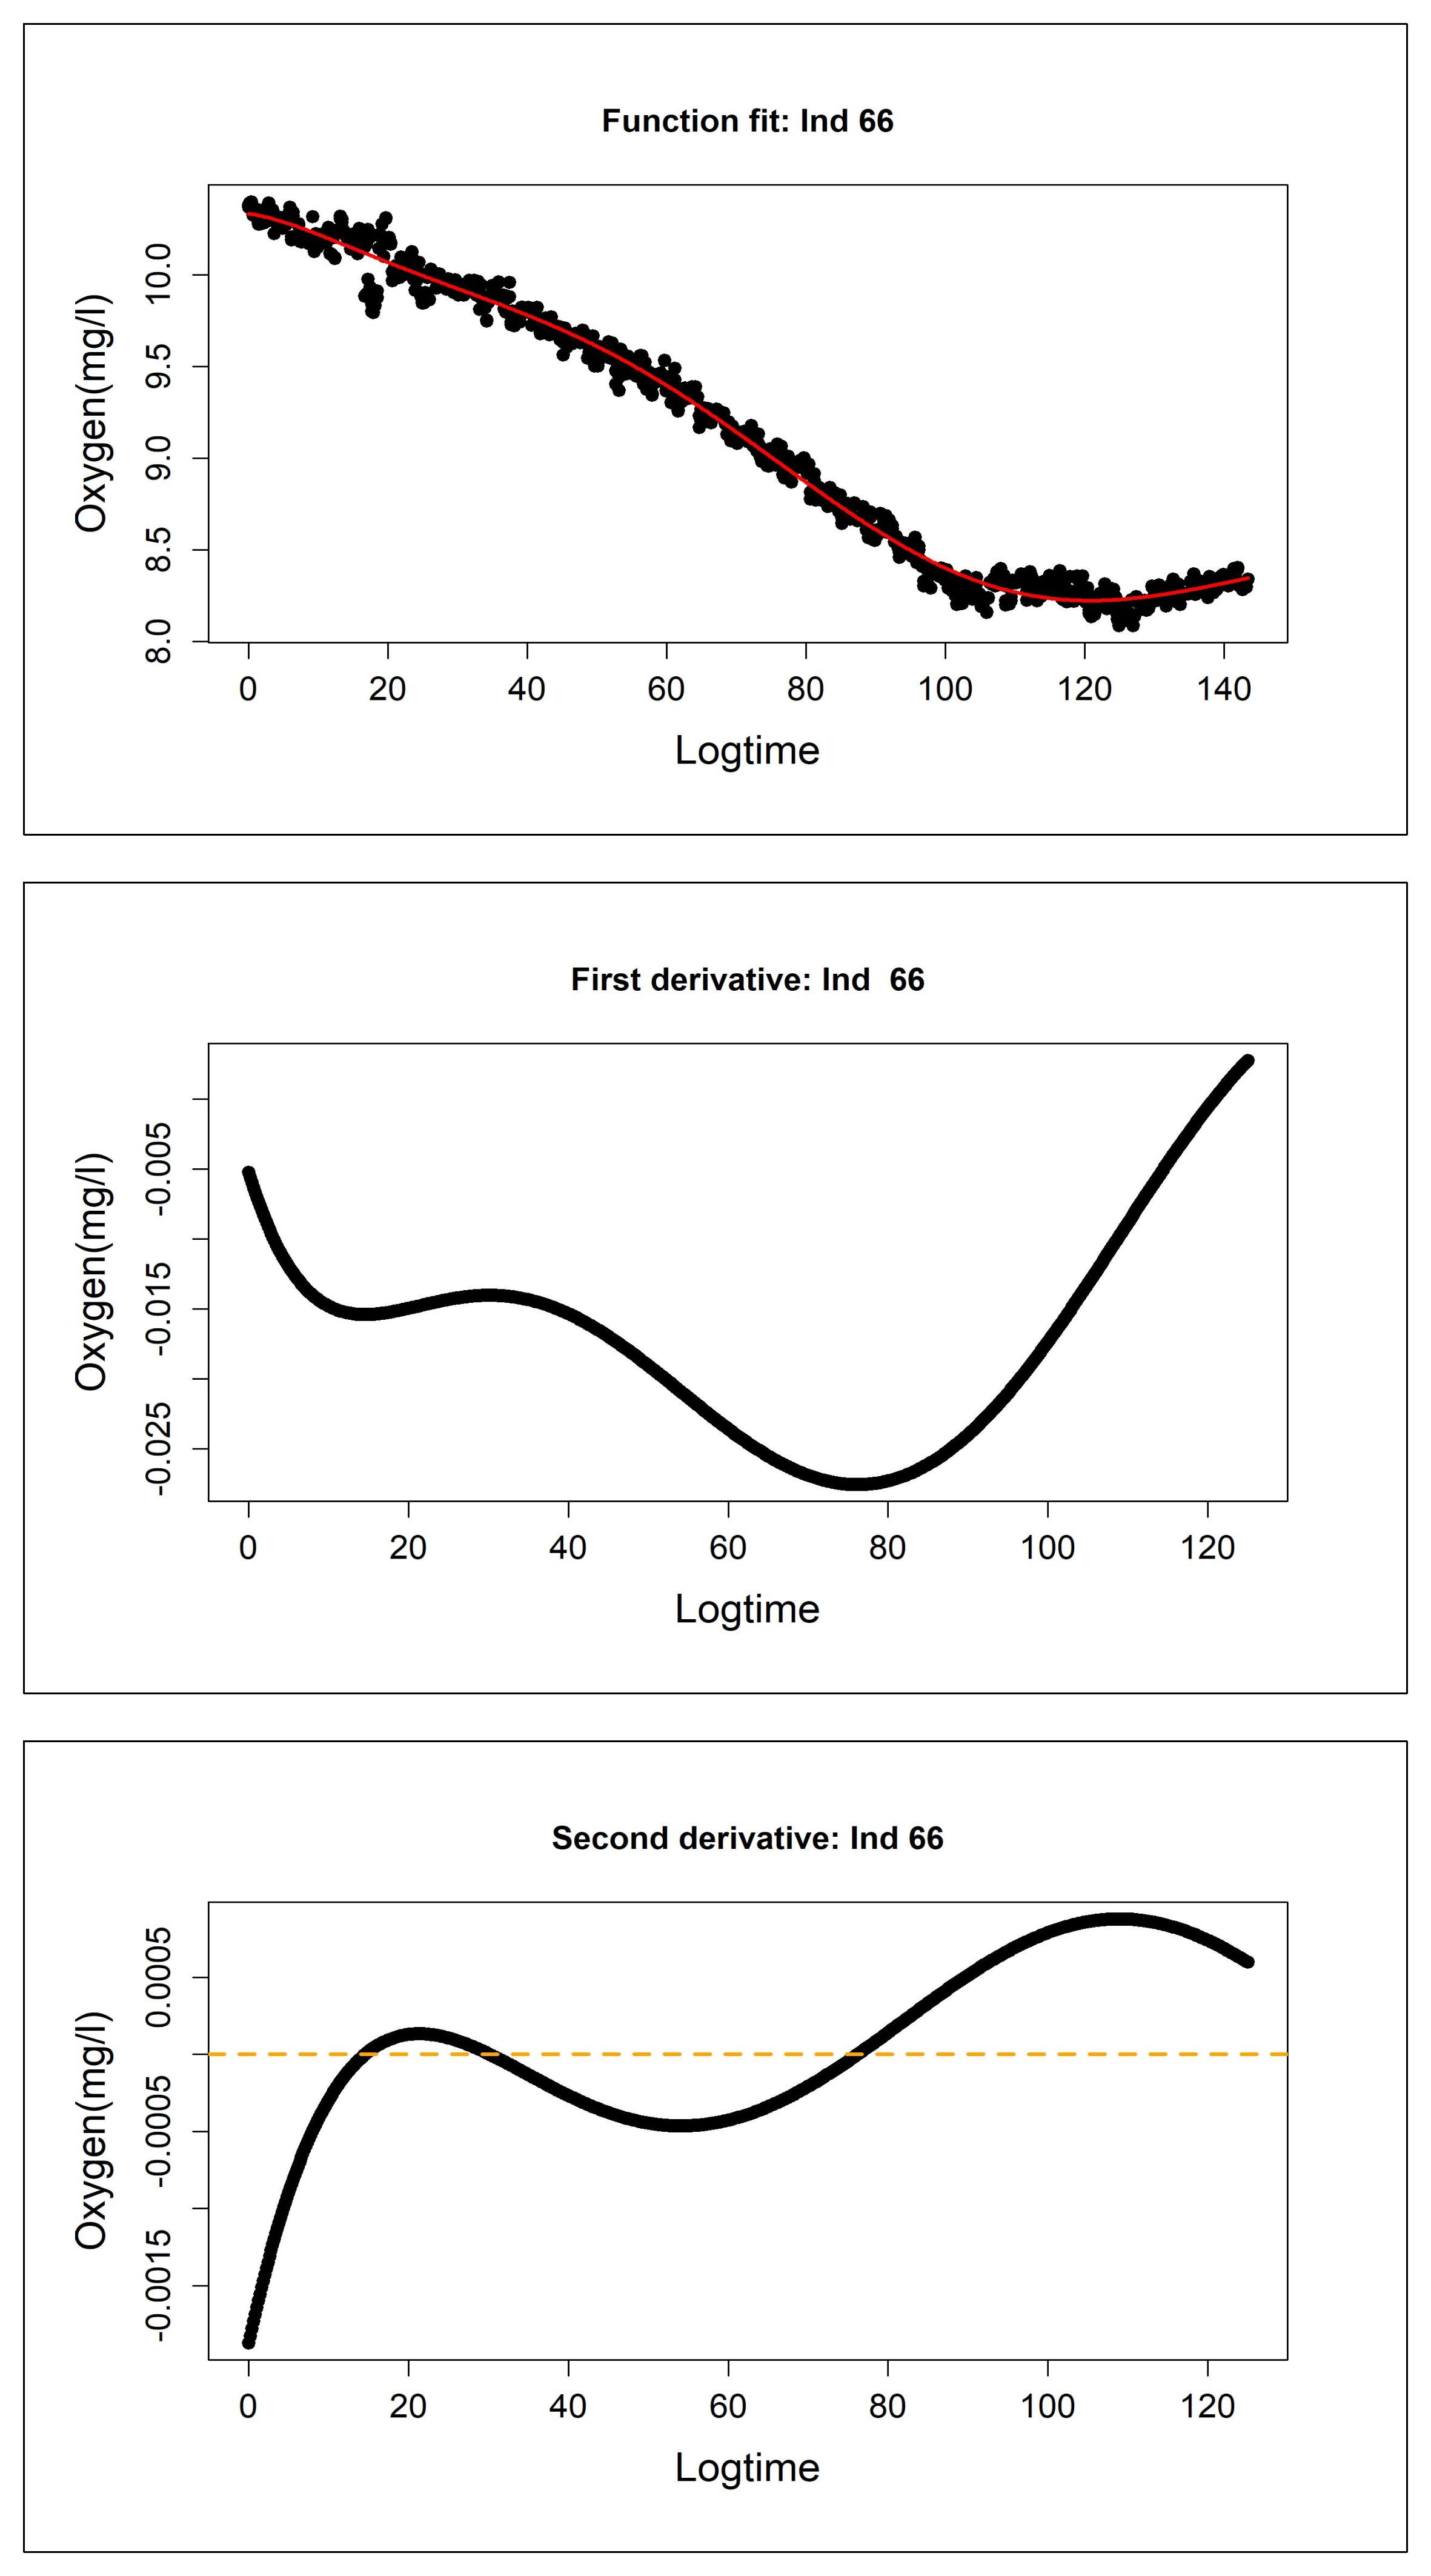 Function fit: Ind 66
Oxygen(mg/l)
10.0
9.5
9.0
8.5
8.0
0 20 40 60 80 100 120 140
Logtime
First derivative: Ind  66
Oxygen(mg/l)
-0.005
-0.015
-0.025
0 20 40 60 80 100 120
Logtime
Second derivative: Ind 66
Oxygen(mg/l)
0.0005
-0.0005
-0.0015
0 20 40 60 80 100 120
Logtime